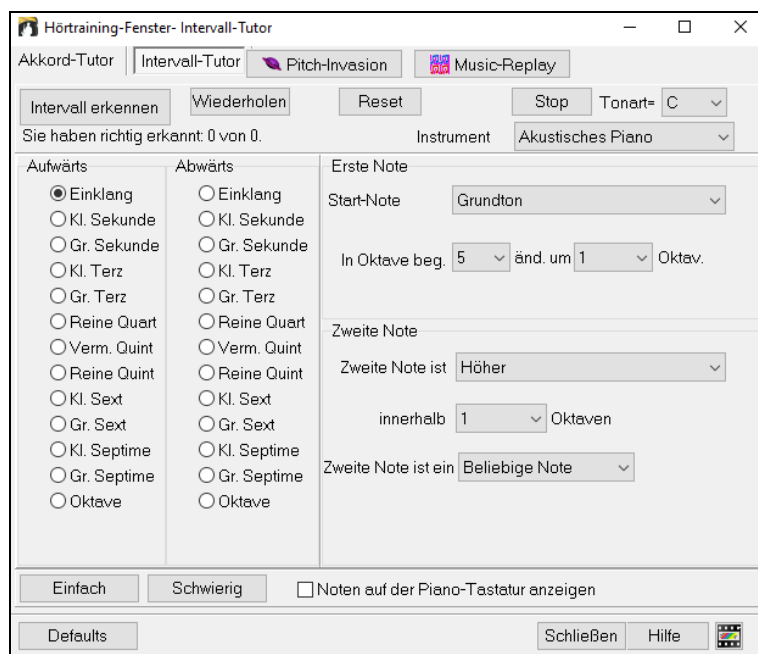 Hörtraining-Fenster- Intervall-Tutor
Akkord-Tutor Intervall-Tutor Pitch-Invasion Music-Replay
Intervall erkennen Wiederholen Reset Stop Tonart= C
Sie haben richtig erkannt: 0 von 0. Instrument Akustisches Piano
Aufwärts Abwärts Erste Note
Einklang Einklang Start-Note Grundton
Kl. Sekunde Kl. Sekunde
Gr. Sekunde Gr. Sekunde In Oktave beg. 5 änd. um 1 Oktav.
Kl. Terz Kl. Terz
Gr. Terz Gr. Terz
Reine Quart Reine Quart Zweite Note
Verm. Quint Verm. Quint Zweite Note ist Höher
Reine Quint Reine Quint
Kl. Sext Kl. Sext innerhalb 1 Oktaven
Gr. Sext Gr. Sext
Kl. Septime Kl. Septime Zweite Note ist ein Beliebige Note
Gr. Septime Gr. Septime
Oktave Oktave
Einfach Schwierig Noten auf der Piano-Tastatur anzeigen
Defaults Schließen Hilfe